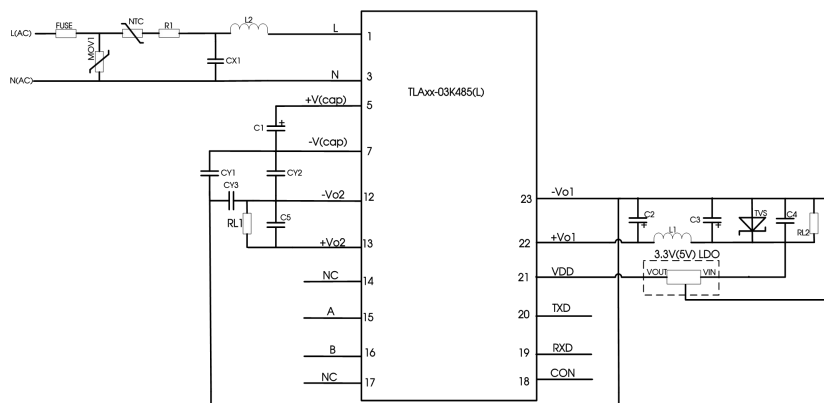 L(AC) FUSE NTC R1 L2 L 1
MOV1
CX1
N(AC) N 3
TLAxx-03K485(L)
+V(cap) 5
C1 +
-V(cap) 7
CY1 CY2
CY3 -Vo2 12
RL1 C5
+Vo2 13
NC 14
A 15
B 16
NC 17
23 -Vo1
C2 + L1 C3 + TVS C4 RL2
22 +Vo1
3.3V(5V) LDO
21 VDD VOUT VIN
20 TXD
19 RXD
18 CON